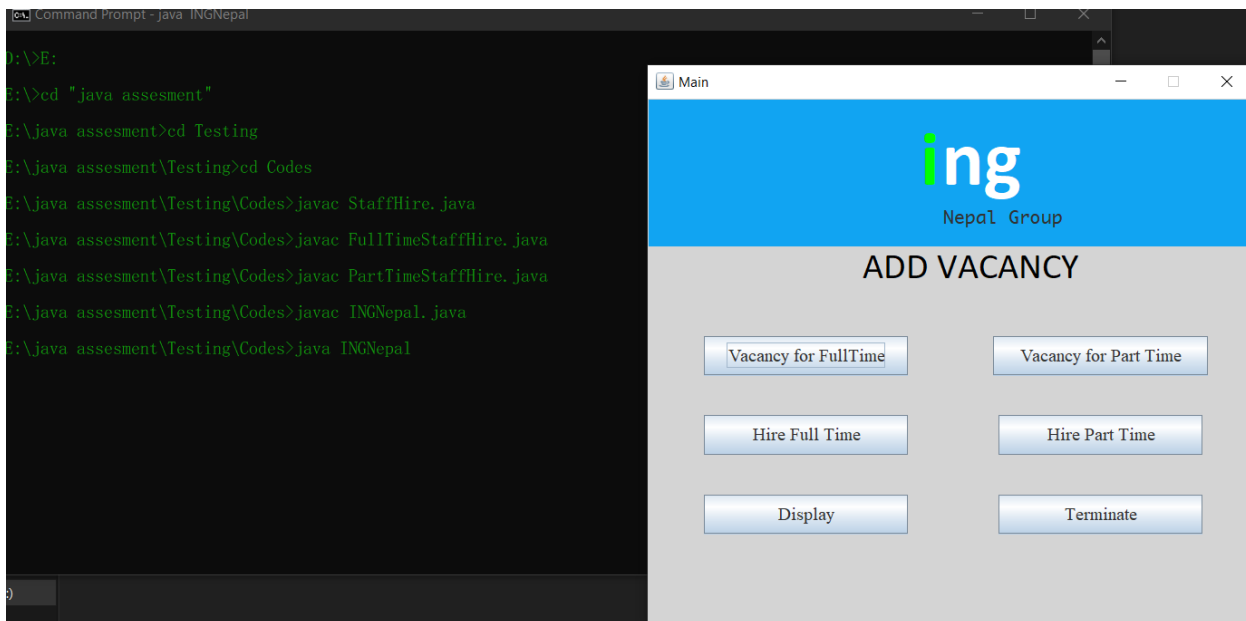 Command Prompt - java INGNepal
D:\>E:
E:\>cd "java assesment"
E:\java assesment>cd Testing
E:\java assesment\Testing>cd Codes
E:\java assesment\Testing\Codes>javac StaffHire.java
E:\java assesment\Testing\Codes>javac FullTimeStaffHire.java
E:\java assesment\Testing\Codes>javac PartTimeStaffHire.java
E:\java assesment\Testing\Codes>javac INGNepal.java
E:\java assesment\Testing\Codes>java INGNepal
:)
Main
ing
Nepal Group
ADD VACANCY
Vacancy for FullTime
Vacancy for Part Time
Hire Full Time
Hire Part Time
Display
Terminate